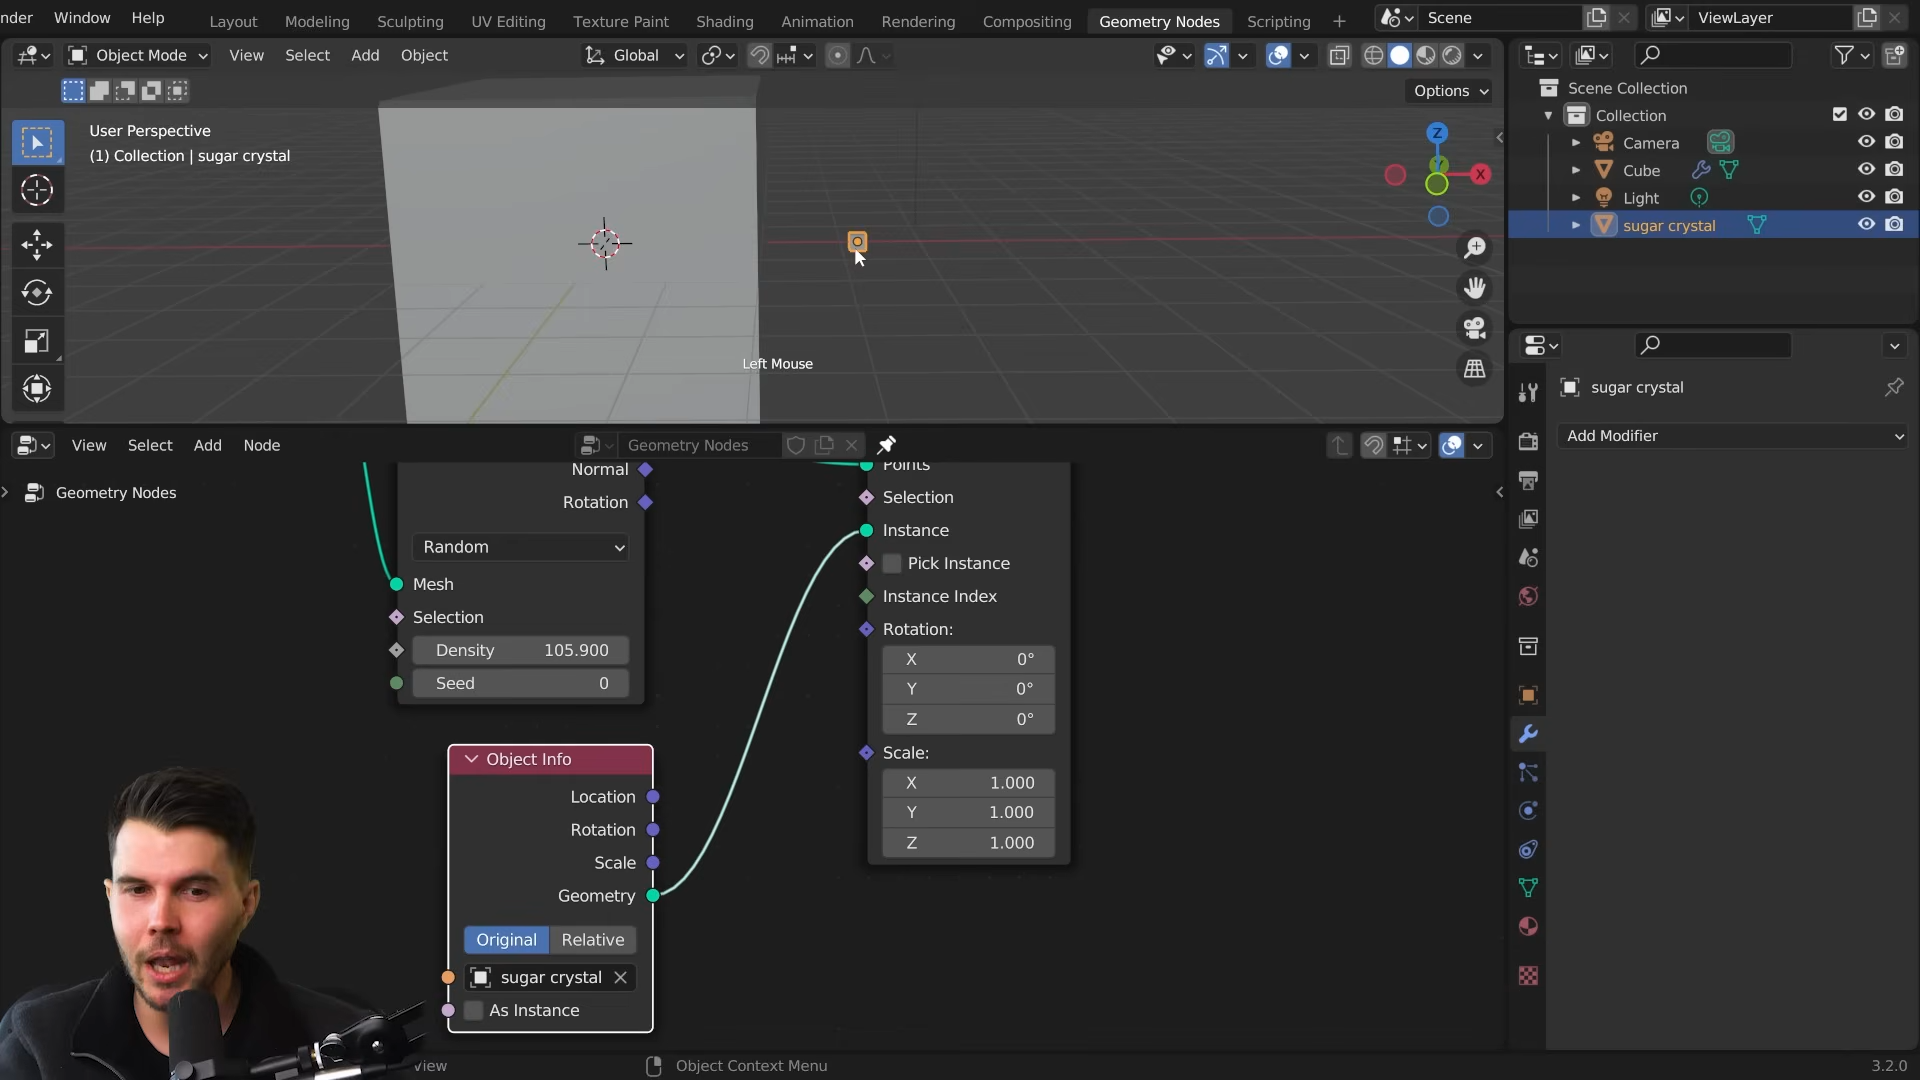 nder Window Help Layout Modeling Sculpting UV Editing Texture Paint Shading Animation Rendering Compositing Geometry Nodes Scripting + Scene ViewLayer
Object Mode View Select Add Object Global
Options
User Perspective
(1) Collection | sugar crystal
Z
X
Left Mouse
Scene Collection
Collection
Camera
Cube
Light
sugar crystal
sugar crystal
Add Modifier
View Select Add Node Geometry Nodes
Geometry Nodes
Normal
Rotation
Random
Mesh
Selection
Density 105.900
Seed 0
Object Info
Location
Rotation
Scale
Geometry
Original Relative
sugar crystal
As Instance
Points
Selection
Instance
Pick Instance
Instance Index
Rotation:
X 0°
Y 0°
Z 0°
Scale:
X 1.000
Y 1.000
Z 1.000
View Object Context Menu 3.2.0